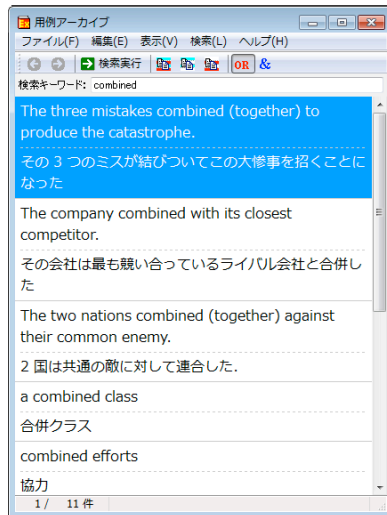 用例アーカイブ
ファイル(F) 編集(E) 表示(V) 検索(L) ヘルプ(H)
検索実行 OR &
検索キーワード: combined
The three mistakes combined (together) to
produce the catastrophe.
その 3 つのミスが結びついてこの大惨事を招くことに
なった
The company combined with its closest
competitor.
その会社は最も競い合っているライバル会社と合併し
た
The two nations combined (together) against
their common enemy.
2 国は共通の敵に対して連合した.
a combined class
合併クラス
combined efforts
協力
1/ 11 件